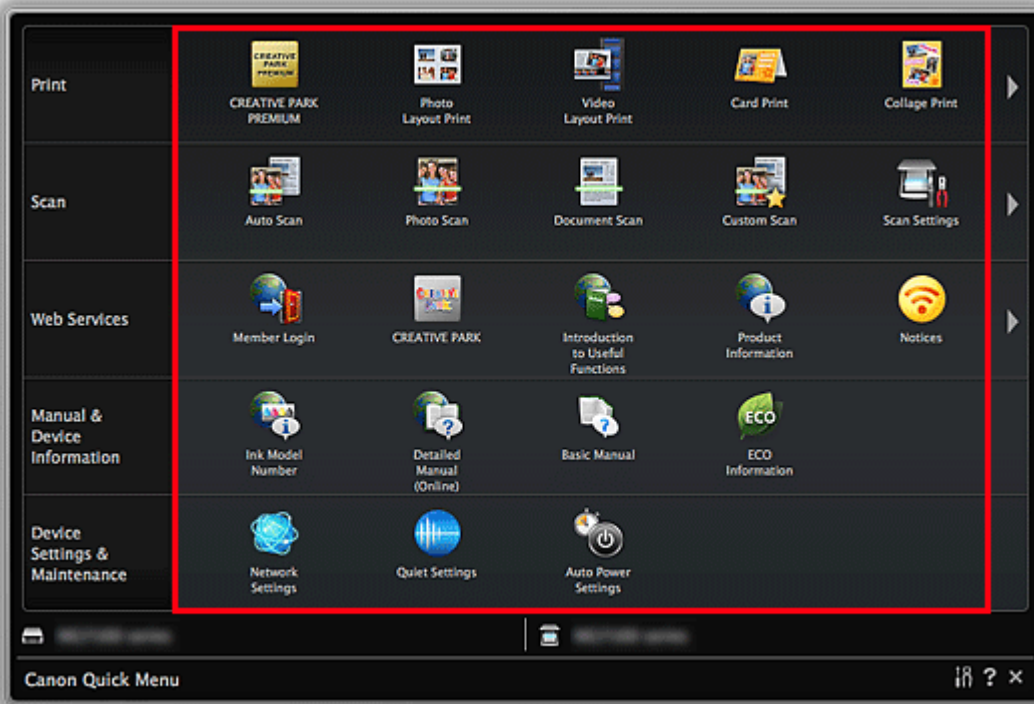 Print
CREATIVE
PARK
PREMIUM
CREATIVE PARK
PREMIUM
Photo
Layout Print
Video
Layout Print
Card Print
Collage Print
Scan
Auto Scan
Photo Scan
Document Scan
Custom Scan
Scan Settings
Web Services
Member Login
CREATIVE PARK
Introduction
to Useful
Functions
Product
Information
Notices
Manual &
Device
Information
Ink Model
Number
Detailed
Manual
(Online)
Basic Manual
ECO
ECO
Information
Device
Settings &
Maintenance
Network
Settings
Quiet Settings
Auto Power
Settings
Canon Quick Menu
? ×